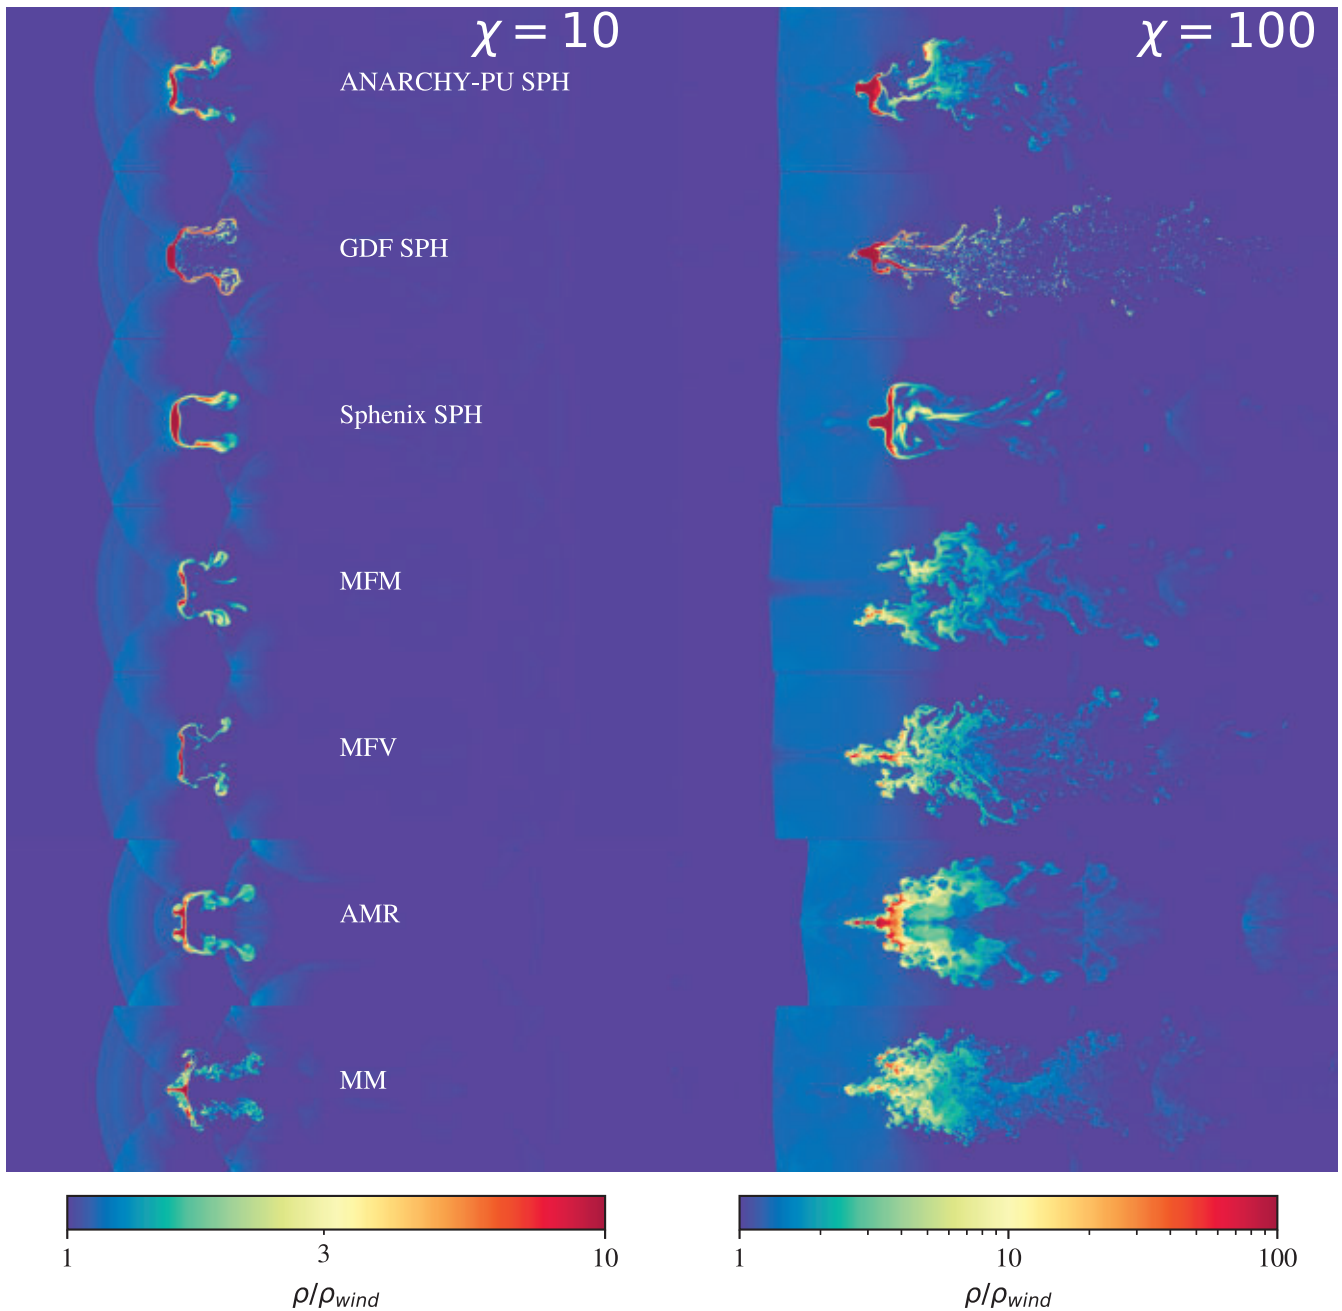 χ = 10
χ = 100
ANARCHY-PU SPH
GDF SPH
Sphenix SPH
MFM
MFV
AMR
MM
1 3 10
1 10 100
ρ/ρwind
ρ/ρwind